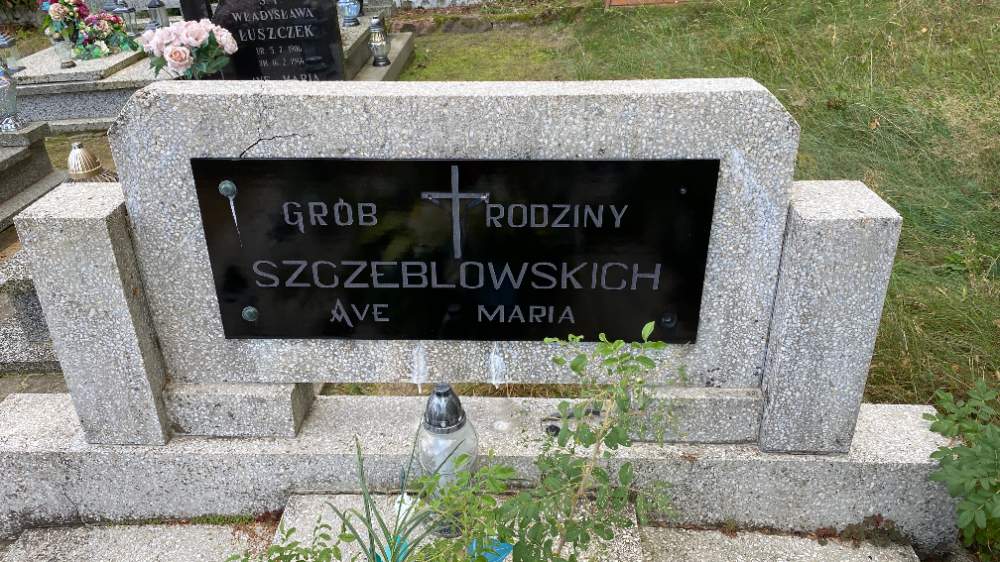 WŁADYSŁAWA
ŁUSZCZEK
GRÓB RODZINY
SZCZEBLOWSKICH
AVE MARIA